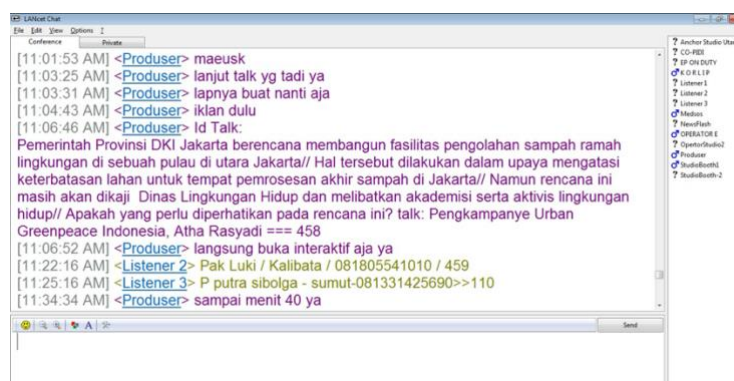 LANcet Chat
File Edit View Options ?
Conference Private
[11:01:53 AM] <Produser> maeusk
[11:03:25 AM] <Produser> lanjut talk yg tadi ya
[11:03:31 AM] <Produser> lapnya buat nanti aja
[11:04:43 AM] <Produser> iklan dulu
[11:06:46 AM] <Produser> Id Talk:
Pemerintah Provinsi DKI Jakarta berencana membangun fasilitas pengolahan sampah ramah
lingkungan di sebuah pulau di utara Jakarta// Hal tersebut dilakukan dalam upaya mengatasi
keterbatasan lahan untuk tempat pemrosesan akhir sampah di Jakarta// Namun rencana ini
masih akan dikaji Dinas Lingkungan Hidup dan melibatkan akademisi serta aktivis lingkungan
hidup// Apakah yang perlu diperhatikan pada rencana ini? talk: Pengkampanye Urban
Greenpeace Indonesia, Atha Rasyadi === 458
[11:06:52 AM] <Produser> langsung buka interaktif aja ya
[11:22:16 AM] <Listener 2> Pak Luki / Kalibata / 081805541010 / 459
[11:25:16 AM] <Listener 3> P putra sibolga - sumut-081331425690>>110
[11:34:34 AM] <Produser> sampai menit 40 ya
Send
? Anchor Studio Utar
? CO-PIDI
? EP ON DUTY
K O R L I P
? Listener 1
? Listener 2
? Listener 3
Medsos
? NewsFlash
OPERATOR E
? OpertorStudio2
Produser
StudioBooth1
? StudioBooth-2